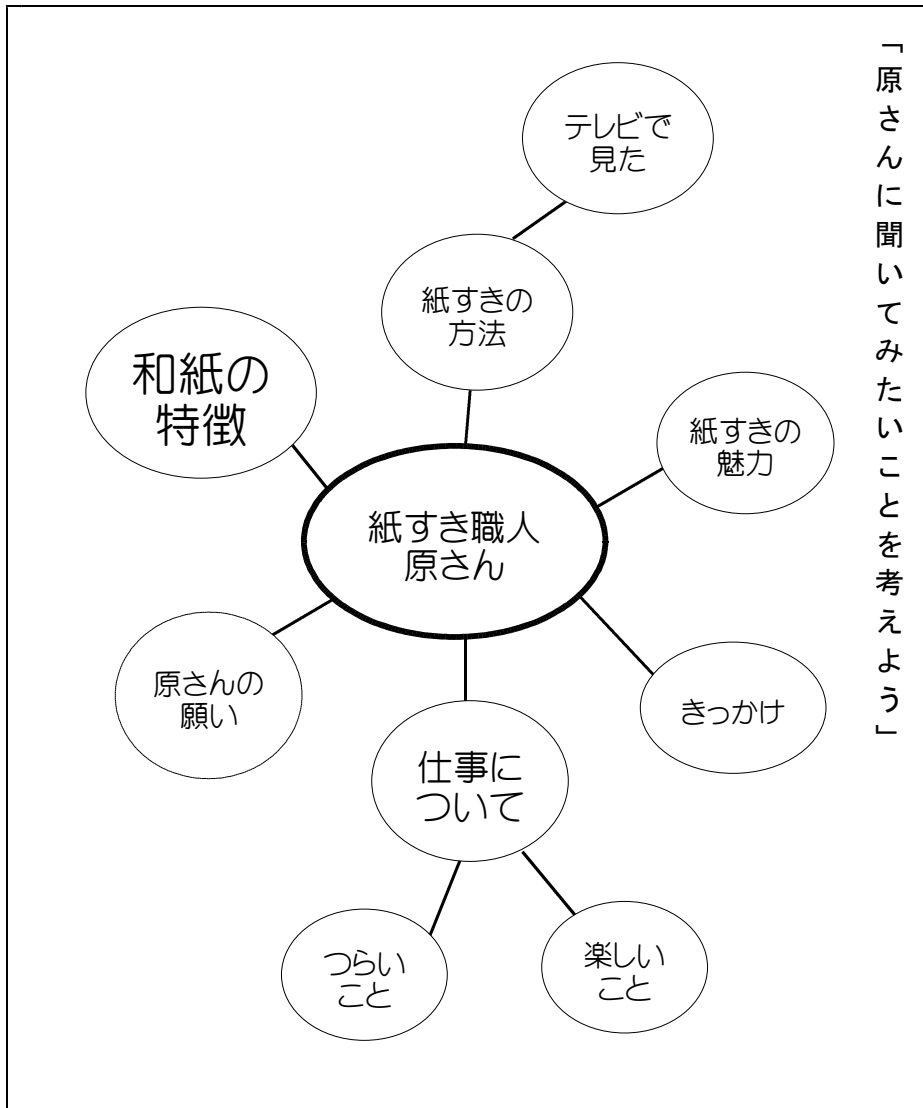 「原さんに聞いてみたいことを考えよう」
テレビで
見た
紙すきの
方法
和紙の
特徴
紙すきの
魅力
紙すき職人
原さん
原さんの
願い
きっかけ
仕事に
ついて
つらい
こと
楽しい
こと